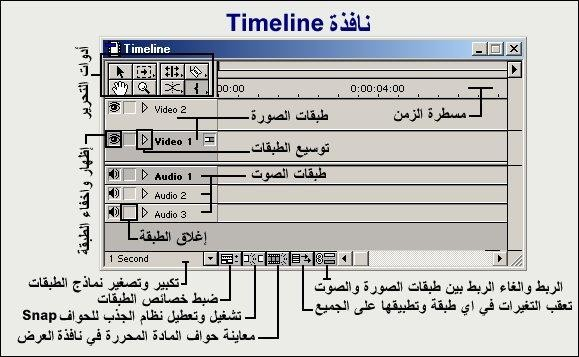 نافذة Timeline
Timeline
أدوات التحرير
00:00
0:00:04:00
مسطرة الزمن
Video 2
طبقات الصورة
Video 1
توسيع الطبقات
إظهار واخفاء الطبقة
Audio 1
طبقات الصوت
Audio 2
Audio 3
إغلاق الطبقة
1 Second
تكبير وتصغير نماذج الطبقات
الربط والغاء الربط بين طبقات الصورة والصوت
ضبط خصائص الطبقات
تعقب التغيرات في اي طبقة وتطبيقها على الجميع
تشغيل وتعطيل نظام الجذب للحواف Snap
معاينة حواف المادة المحررة في نافذة العرض